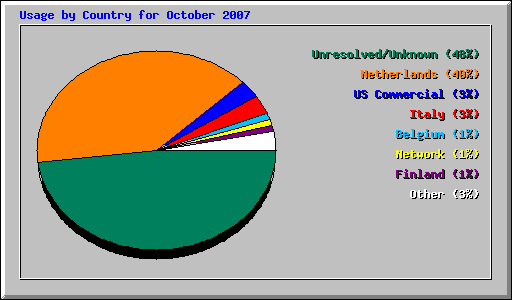 Usage by Country for October 2007
Unresolved/Unknown (48%)
Netherlands (40%)
US Commercial (3%)
Italy (3%)
Belgium (1%)
Network (1%)
Finland (1%)
Other (3%)